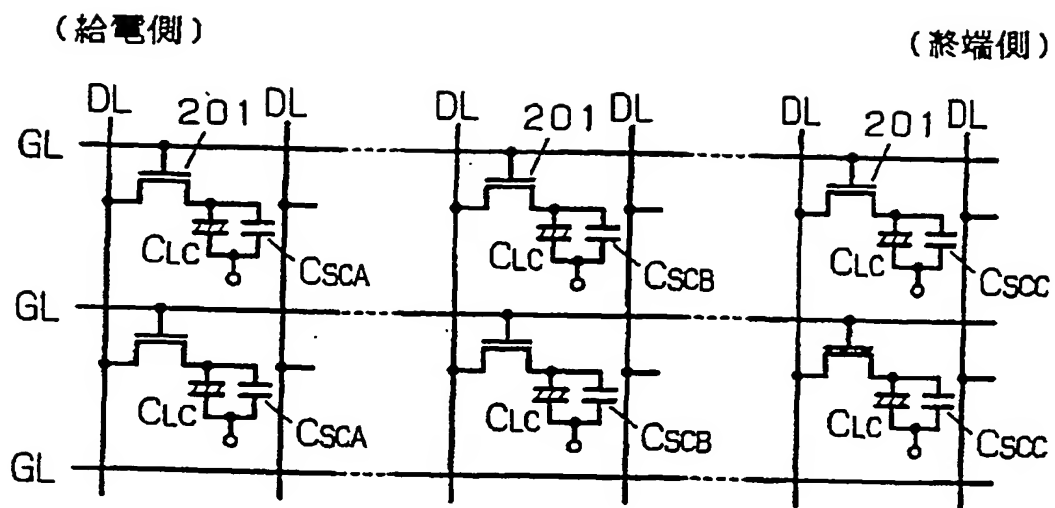 (給電側)
(終端側)
DL 201 DL DL 201 DL DL 201 DL
GL
CLC CSCA CLC CSCB CLC CSCC
GL
CLC CSCA CLC CSCB CLC CSCC
GL